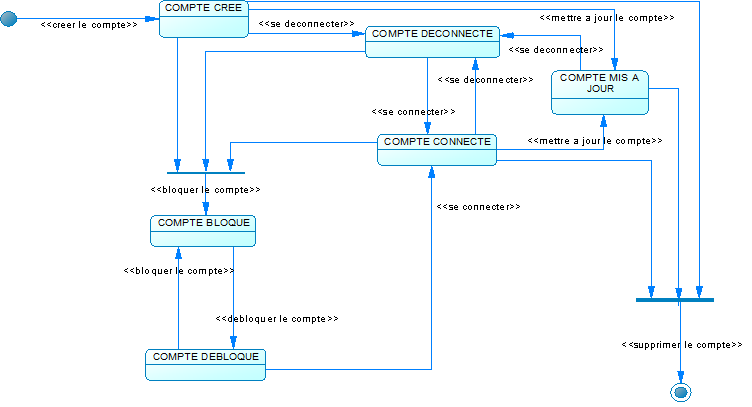 COMPTE CREE
<<creer le compte>>
<<se deconnecter>>
<<mettre a jour le compte>>
COMPTE DECONNECTE
<<se deconnecter>>
<<se deconnecter>>
COMPTE MIS A
JOUR
<<se connecter>>
COMPTE CONNECTE
<<mettre a jour le compte>>
<<bloquer le compte>>
<<se connecter>>
COMPTE BLOQUE
<<bloquer le compte>>
<<debloquer le compte>>
<<supprimer le compte>>
COMPTE DEBLOQUE